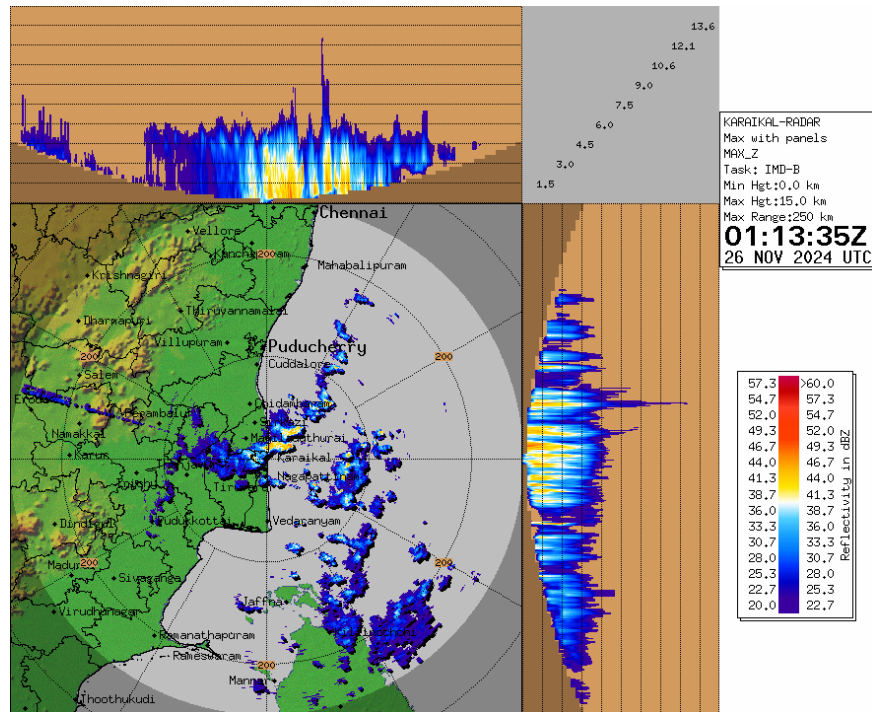 13.6
12.1
10.6
9.0
7.5
6.0
4.5
3.0
1.5
KARAIKAL-RADAR
Max with panels
MAX_Z
Task: IMD-B
Min Hgt:0.0 km
Max Hgt:15.0 km
Max Range:250 km
01:13:35Z
26 NOV 2024 UTC
Chennai
Vellore
200
Mahabalipuram
Krishnagiri
Thiruvannamalai
Dharmapuri
Villupuram
Puducherry
200
200
Cuddalore
Salem
Chidambaram
Namakkal
Karur
Karaikal
Nagapattinam
Pudukkottai
Vedaranyam
Dindigul
200
200
Sivaganga
Jaffna
Virudhunagar
Ramanathapuram
Rameswaram
200
Mannar
Thoothukudi
57.3 >60.0
54.7 57.3
52.0 54.7
49.3 52.0
46.7 49.3
44.0 46.7
41.3 44.0
38.7 41.3
36.0 38.7
33.3 36.0
30.7 33.3
28.0 30.7
25.3 28.0
22.7 25.3
20.0 22.7
Reflectivity in dBZ